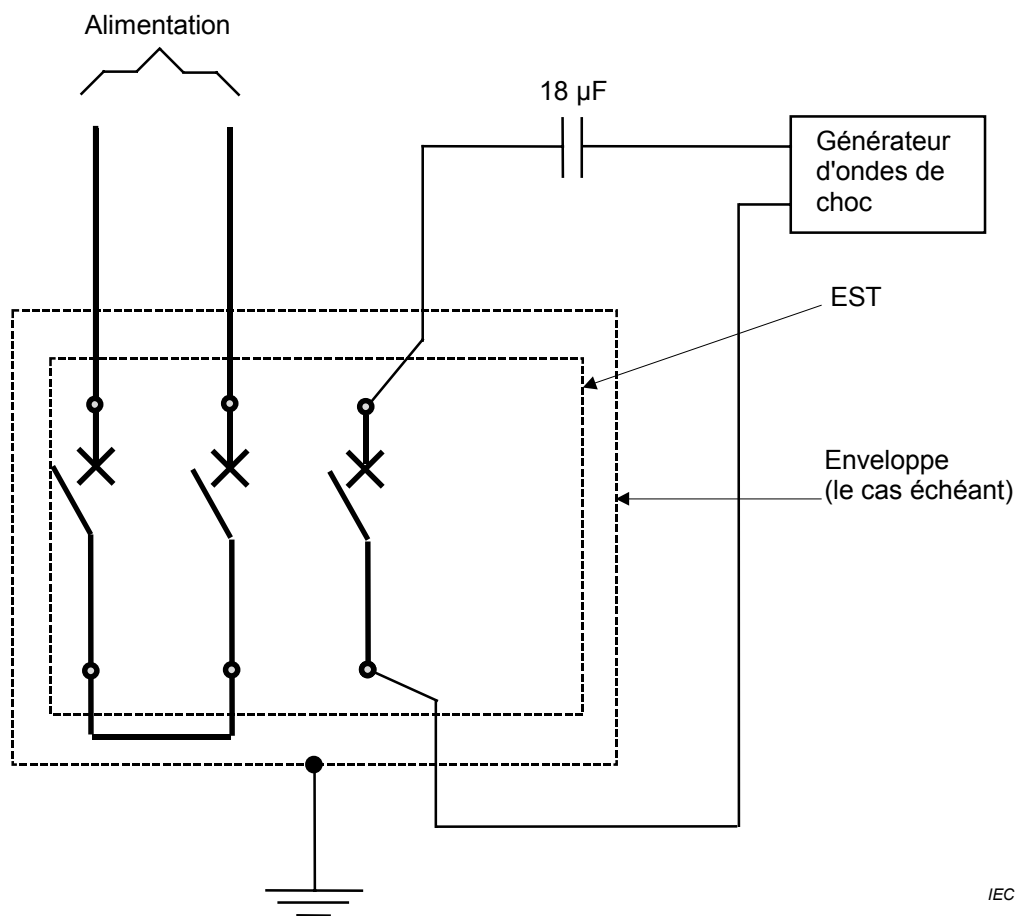 Alimentation
18 µF
Générateur
d'ondes de
choc
EST
Enveloppe
(le cas échéant)
IEC